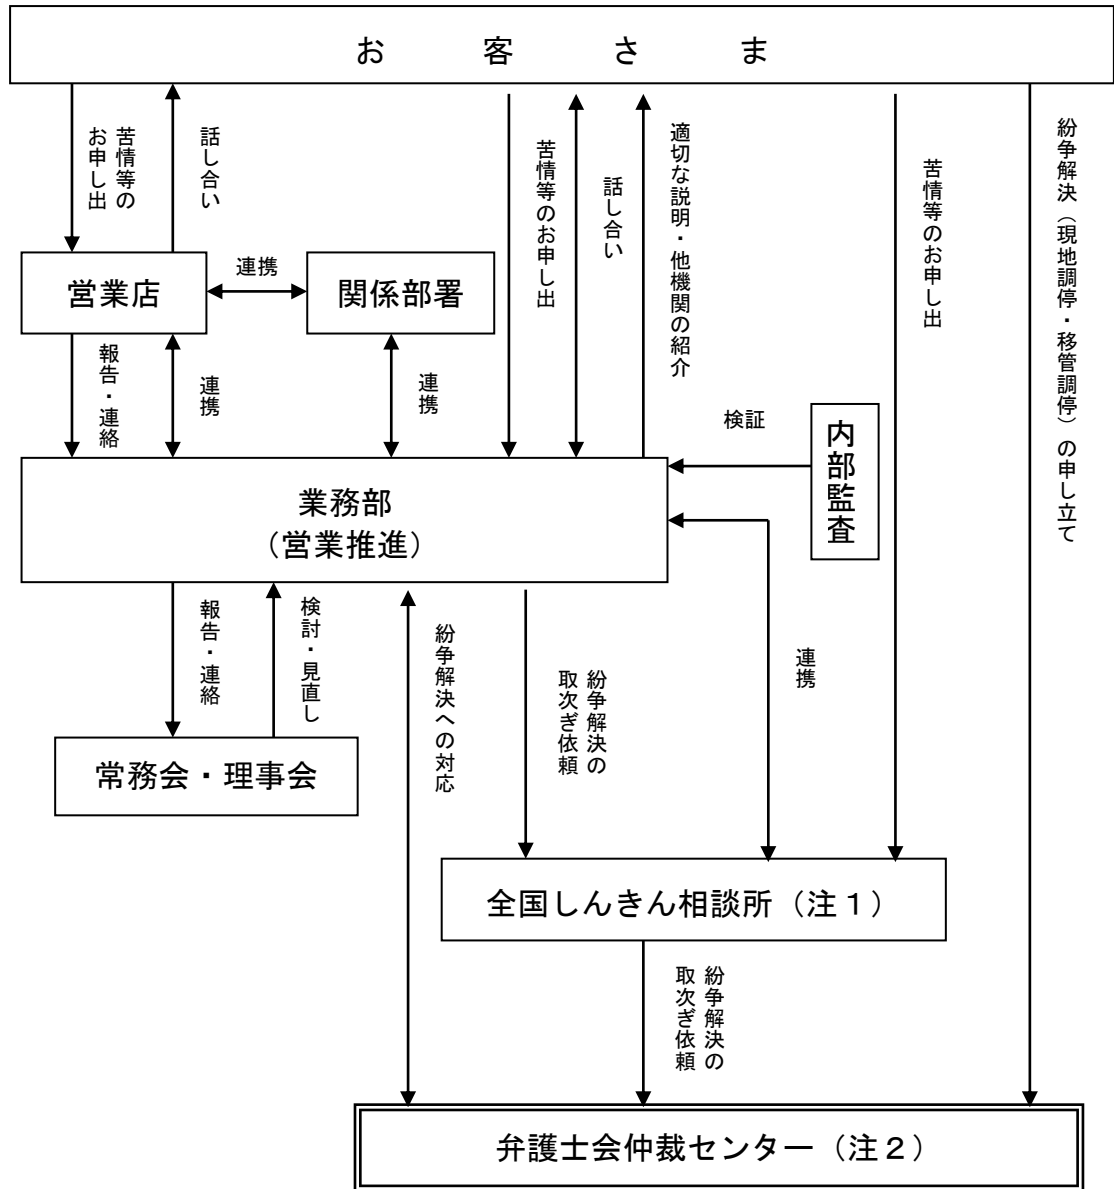 お客さま
苦情等の
お申し出
話し合い
苦情等のお申し出
話し合い
適切な説明・他機関の紹介
苦情等のお申し出
紛争解決（現地調停・移管調停）の申し立て
営業店
連携
関係部署
報告・連絡
連携
連携
検証
内部監査
業務部
（営業推進）
報告・連絡
検討・見直し
紛争解決への対応
紛争解決の
取次ぎ依頼
連携
常務会・理事会
全国しんきん相談所（注１）
紛争解決の
取次ぎ依頼
弁護士会仲裁センター（注２）